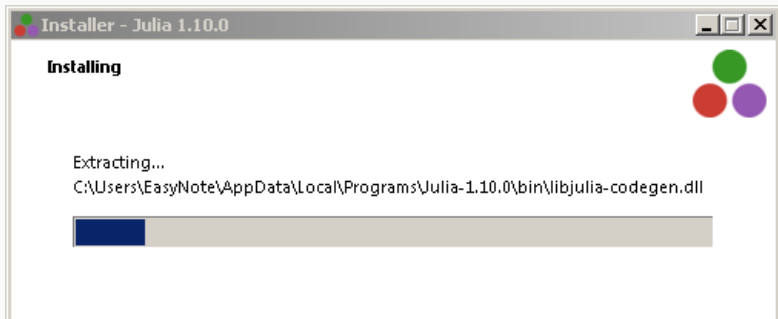 Installer - Julia 1.10.0
Installing
Extracting...
C:\Users\EasyNote\AppData\Local\Programs\Julia-1.10.0\bin\libjulia-codegen.dll